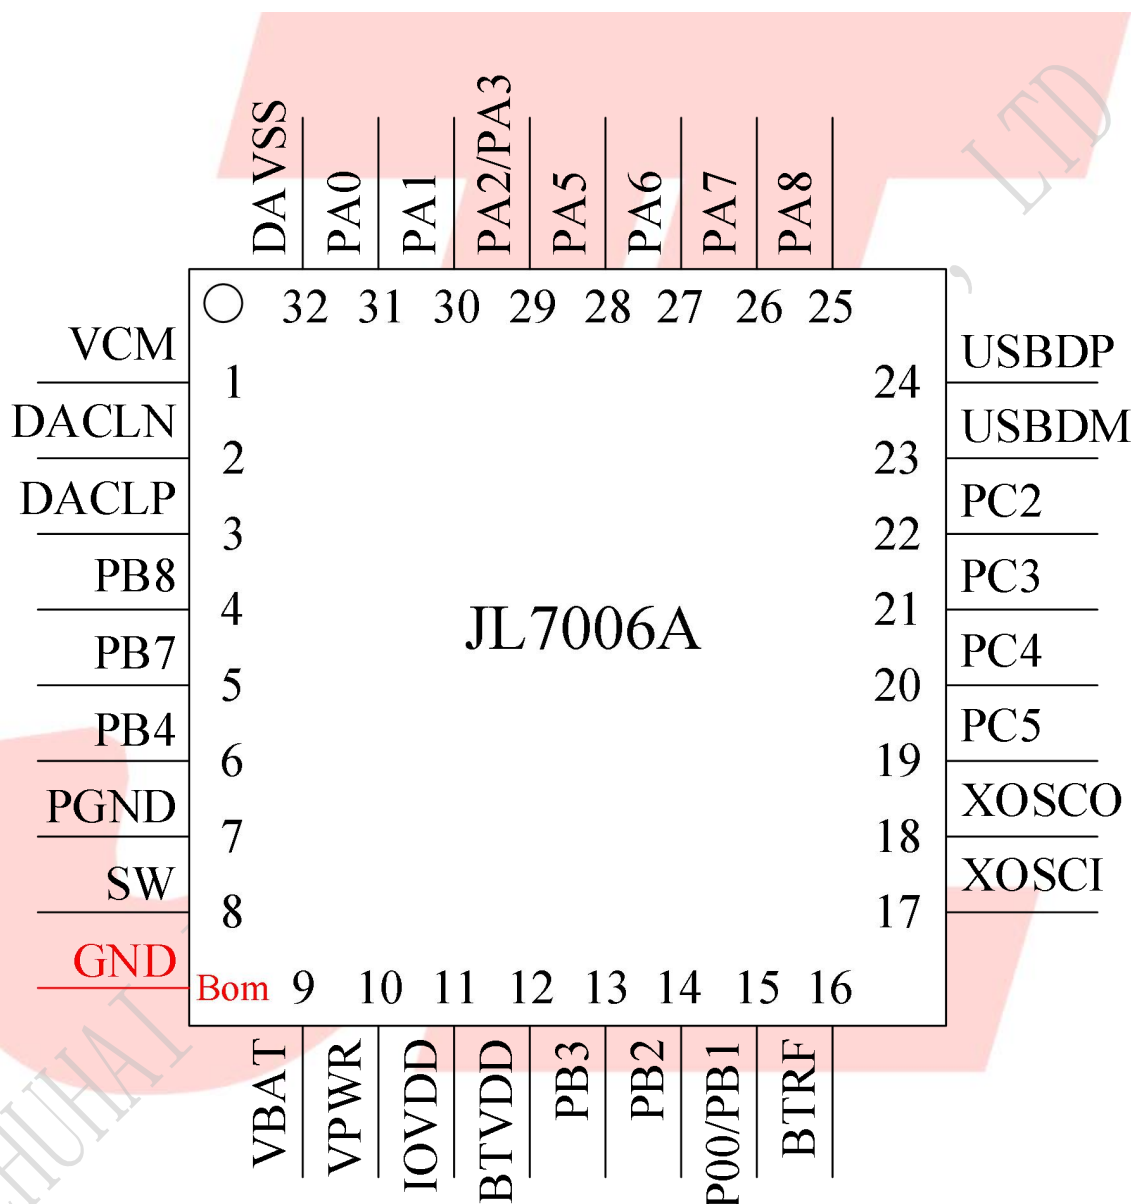 DAVSS
PA0
PA1
PA2/PA3
PA5
PA6
PA7
PA8
32 31 30 29 28 27 26 25
VCM 1
DACLN 2
DACLP 3
PB8 4
PB7 5
PB4 6
PGND 7
SW 8
GND Bom
JL7006A
24 USBDP
23 USBDM
22 PC2
21 PC3
20 PC4
19 PC5
18 XOSCO
17 XOSCI
9 10 11 12 13 14 15 16
VBAT
VPWR
IOVDD
BTVDD
PB3
PB2
P00/PB1
BTRF
, LTD
HUHAI